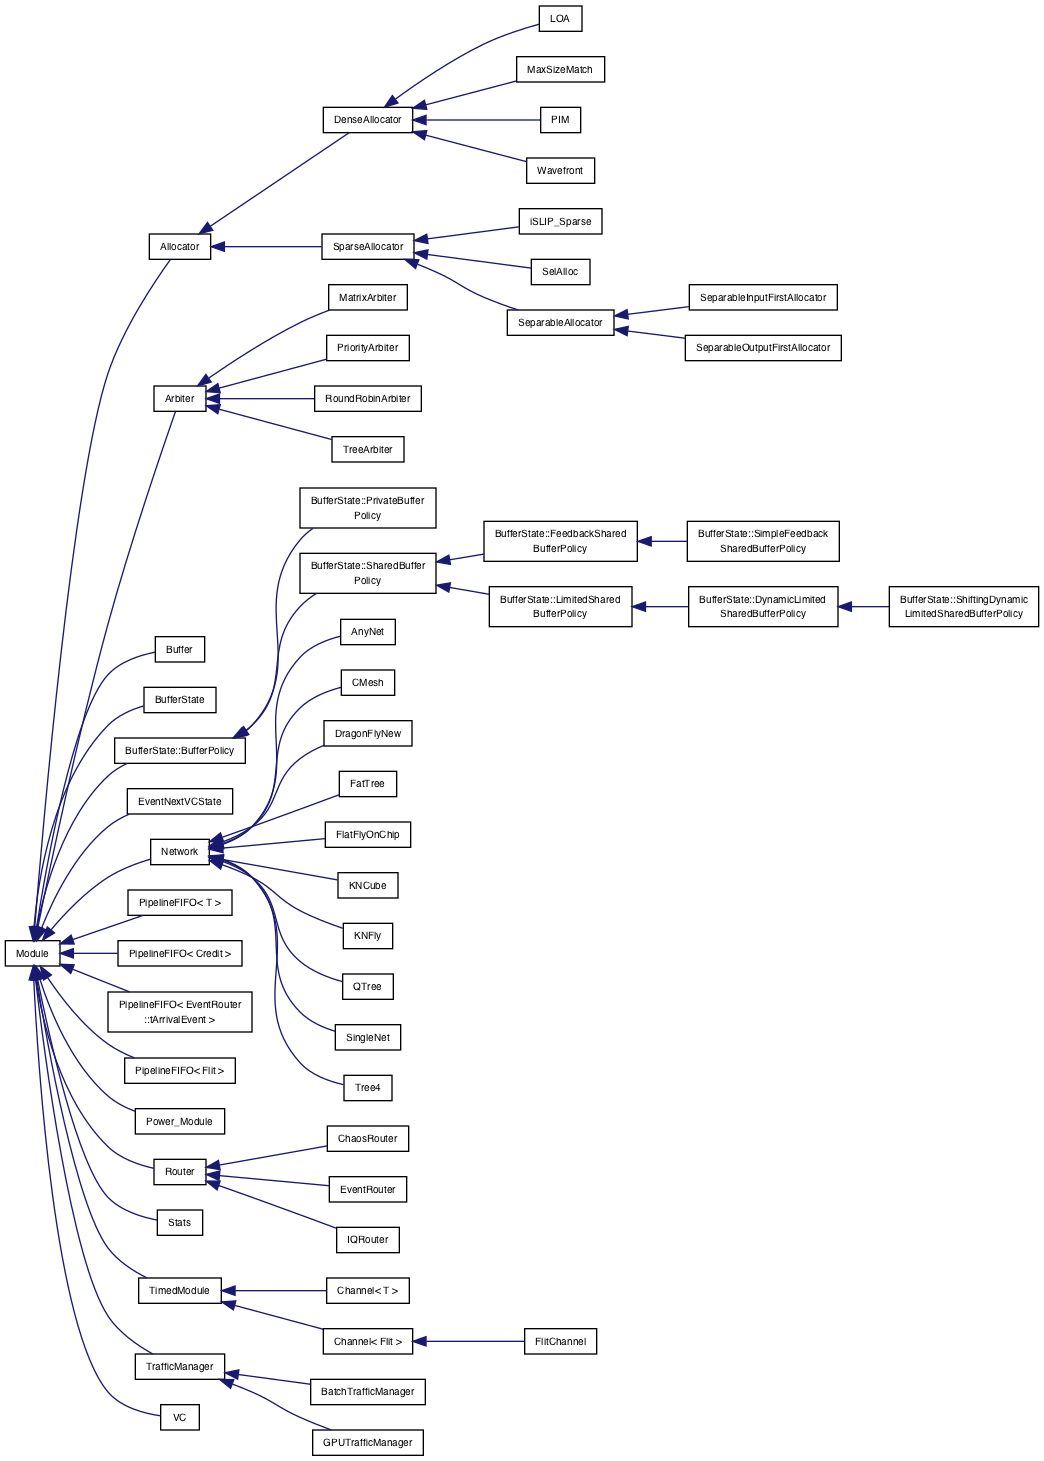 LOA
MaxSizeMatch
DenseAllocator
PIM
Wavefront
iSLIP_Sparse
Allocator
SparseAllocator
SelAlloc
MatrixArbiter
SeparableInputFirstAllocator
SeparableAllocator
PriorityArbiter
SeparableOutputFirstAllocator
Arbiter
RoundRobinArbiter
TreeArbiter
BufferState::PrivateBuffer
Policy
BufferState::FeedbackShared
BufferPolicy
BufferState::SimpleFeedback
SharedBufferPolicy
BufferState::SharedBuffer
Policy
BufferState::LimitedShared
BufferPolicy
BufferState::DynamicLimited
SharedBufferPolicy
BufferState::ShiftingDynamic
LimitedSharedBufferPolicy
AnyNet
Buffer
CMesh
BufferState
DragonFlyNew
BufferState::BufferPolicy
FatTree
EventNextVCState
FlatFlyOnChip
Network
KNCube
PipelineFIFO< T >
KNFly
Module
PipelineFIFO< Credit >
QTree
PipelineFIFO< EventRouter
::tArrivalEvent >
SingleNet
PipelineFIFO< Flit >
Tree4
Power_Module
ChaosRouter
Router
EventRouter
Stats
IQRouter
TimedModule
Channel< T >
Channel< Flit >
FlitChannel
TrafficManager
BatchTrafficManager
VC
GPUTrafficManager